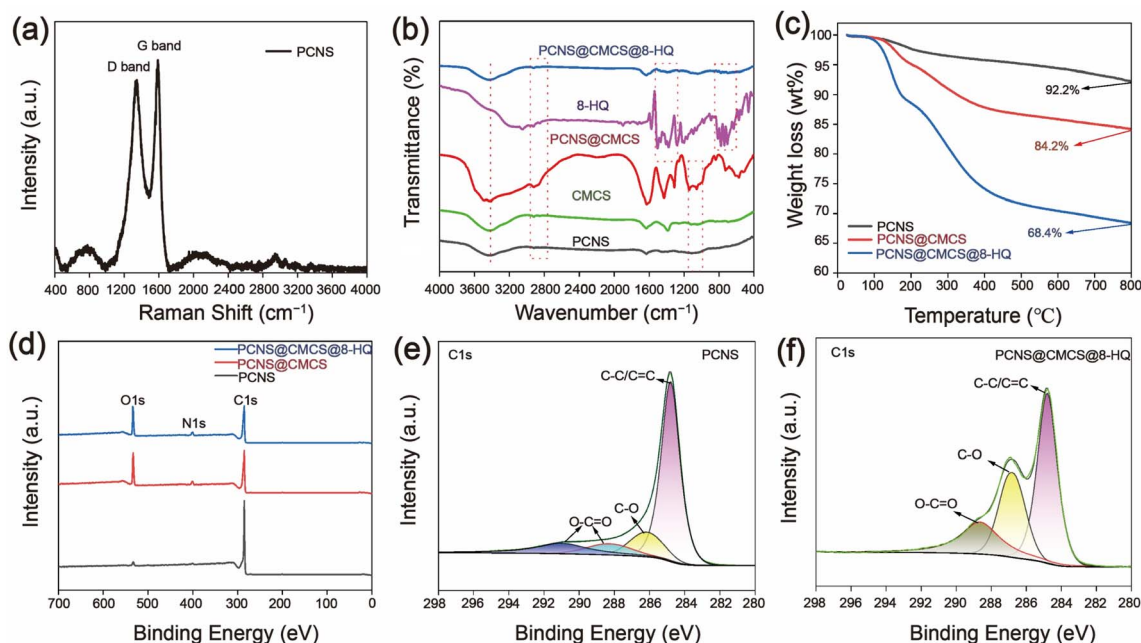 (a)
G band
D band
PCNS
Intensity (a.u.)
400 800 1200 1600 2000 2400 2800 3200 3600 4000
Raman Shift (cm⁻¹)
(b)
PCNS@CMCS@8-HQ
8-HQ
PCNS@CMCS
CMCS
PCNS
Transmittance (%)
4000 3600 3200 2800 2400 2000 1600 1200 800 400
Wavenumber (cm⁻¹)
(c)
100
95
90
85
80
75
70
65
60
92.2%
84.2%
68.4%
PCNS
PCNS@CMCS
PCNS@CMCS@8-HQ
Weight loss (wt%)
0 100 200 300 400 500 600 700 800
Temperature (℃)
(d)
PCNS@CMCS@8-HQ
PCNS@CMCS
PCNS
O1s
N1s
C1s
Intensity (a.u.)
700 600 500 400 300 200 100 0
Binding Energy (eV)
(e)
C1s
PCNS
C-C/C=C
C-O
O-C=O
Intensity (a.u.)
298 296 294 292 290 288 286 284 282 280
Binding Energy (eV)
(f)
C1s
PCNS@CMCS@8-HQ
C-C/C=C
C-O
O-C=O
Intensity (a.u.)
298 296 294 292 290 288 286 284 282 280
Binding Energy (eV)